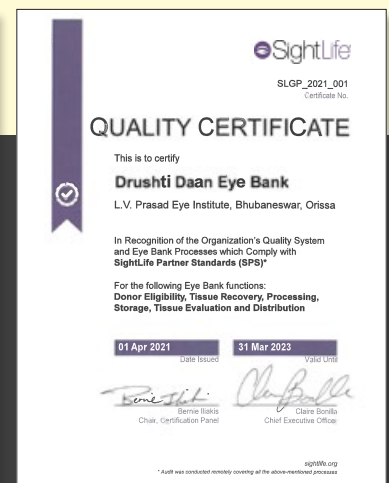 SightLife
SLGP_2021_001
Certificate No.
QUALITY CERTIFICATE
This is to certify
Drushti Daan Eye Bank
L.V. Prasad Eye Institute, Bhubaneswar, Orissa
In Recognition of the Organization's Quality System
and Eye Bank Processes which Comply with
SightLife Partner Standards (SPS)*
For the following Eye Bank functions:
Donor Eligibility, Tissue Recovery, Processing,
Storage, Tissue Evaluation and Distribution
01 Apr 2021 31 Mar 2023
Date Issued Valid Until
Bernie Iliakis Claire Bonilla
Chair, Certification Panel Chief Executive Officer
sightlife.org
* Audit was conducted remotely covering all the above-mentioned processes